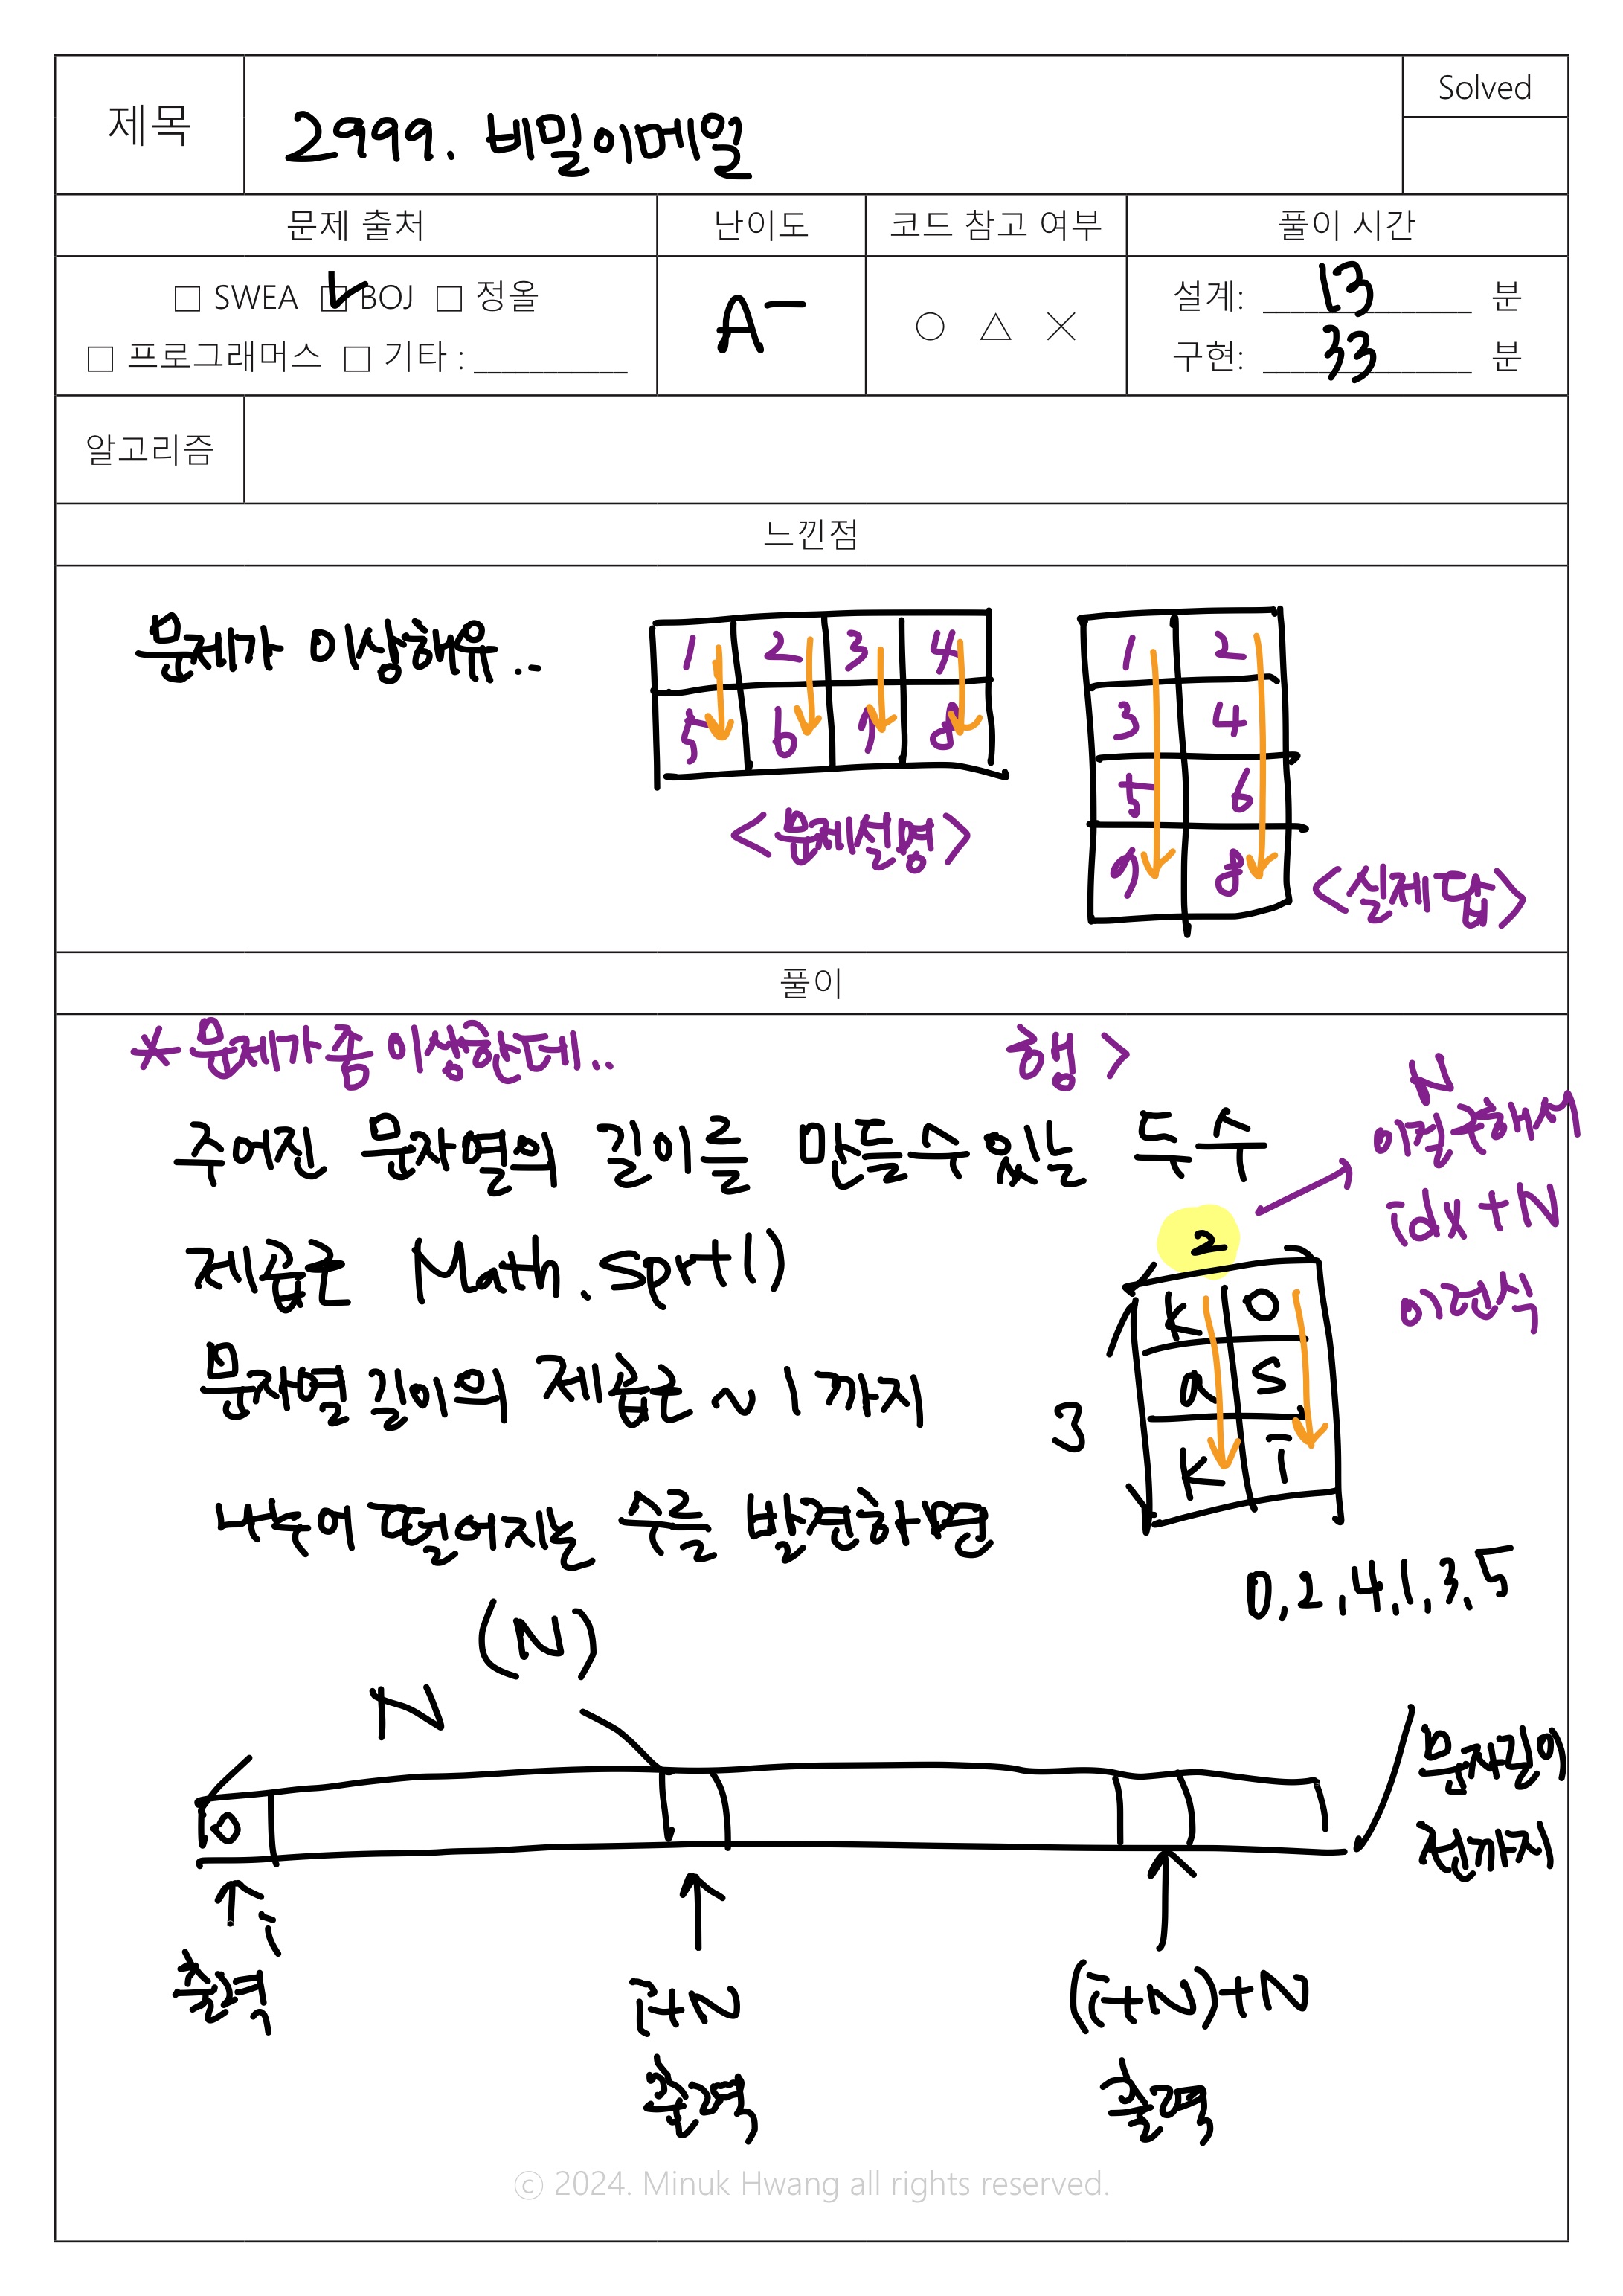 제목
2999. 비밀이메일
Solved
문제 출처
난이도
코드 참고 여부
풀이 시간
□ SWEA □ BOJ □ 정올
□ 프로그래머스 □ 기타 : __________
A-
○ △ ×
설계: 13 분
구현: 33 분
알고리즘
느낀점
문제가 이상해유..
1 2 3 4
5 6 7 8
<문제설명>
1 2
3 4
5 6
7 8
<실제답>
풀이
*문제가 좀 이상한데..
행 >
주어진 문자열의 길이를 만들수있는 두수
N
이걸구해서
idx+N
이런식
제곱근 Math.sprt()
2
K O
a S
K i
3
문자열길이의 제곱근 ~ 1까지
나누어 떨어지는 수를 발견하면
0,2,4,1,3,5
(N)
N
0
문자길이
전까지
i
출력
i+N
출력
(i+N)+N
출력
© 2024. Minuk Hwang all rights reserved.